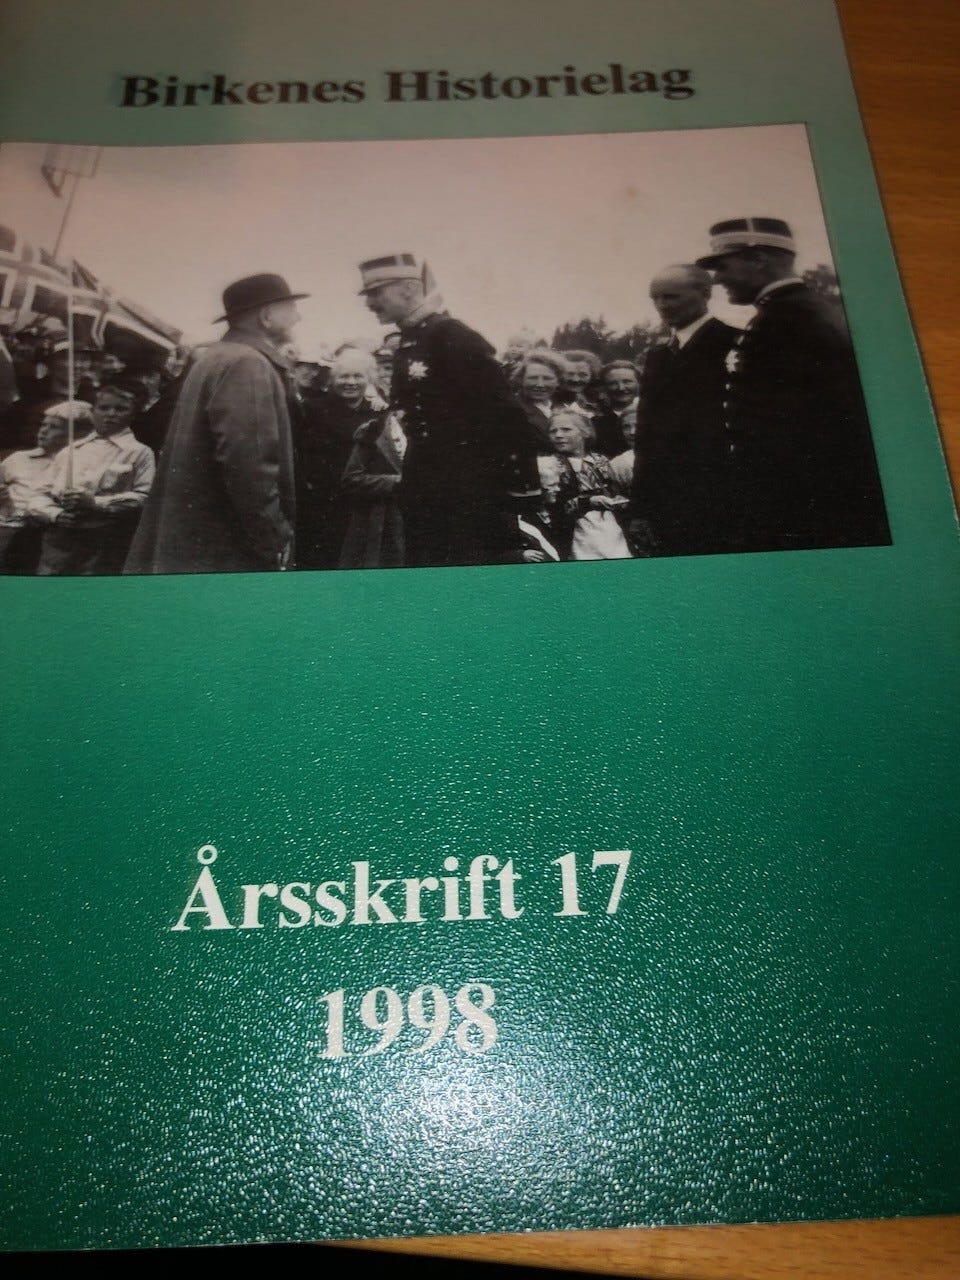 Birkenes Historielag
Årsskrift 17
1998